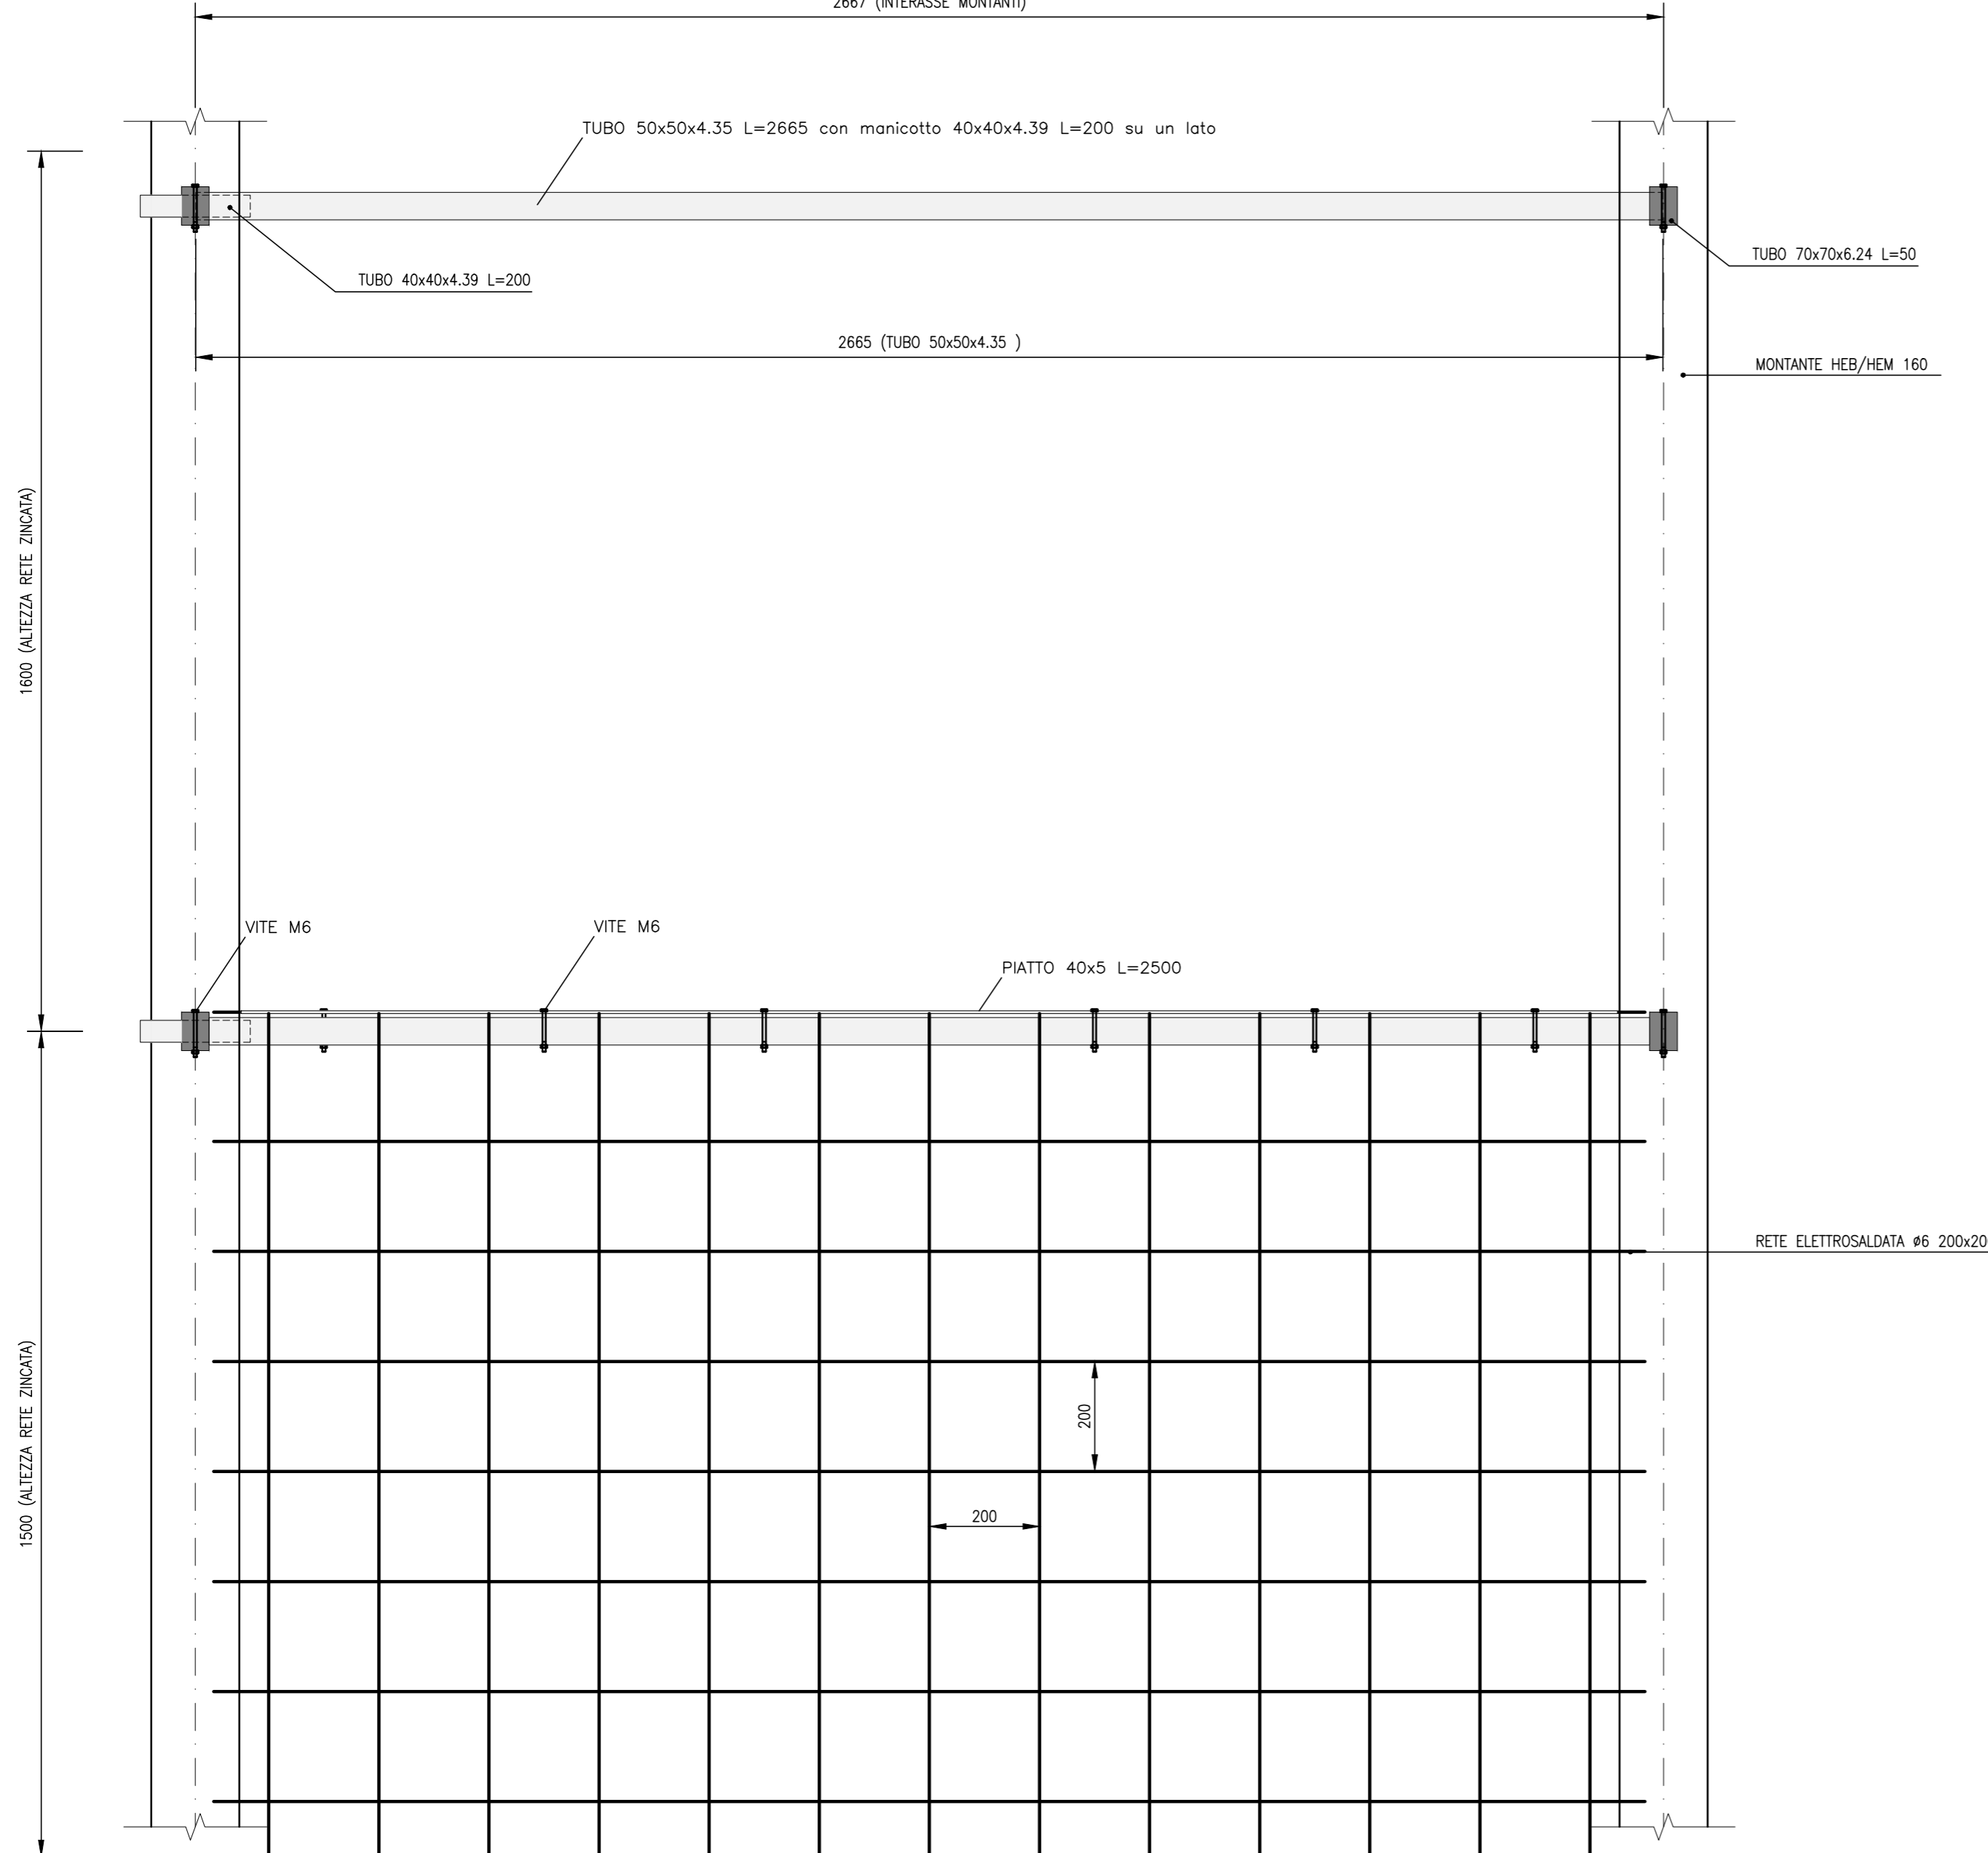 2667 (INTERASSE MONTANTI)
TUBO 50x50x4.35 L=2665 con manicotto 40x40x4.39 L=200 su un lato
TUBO 70x70x6.24 L=50
TUBO 40x40x4.39 L=200
2665 (TUBO 50x50x4.35 )
MONTANTE HEB/HEM 160
1600 (ALTEZZA RETE ZINCATA)
VITE M6
VITE M6
PIATTO 40x5 L=2500
RETE ELETTROSALDATA ø6 200x20
200
200
1500 (ALTEZZA RETE ZINCATA)